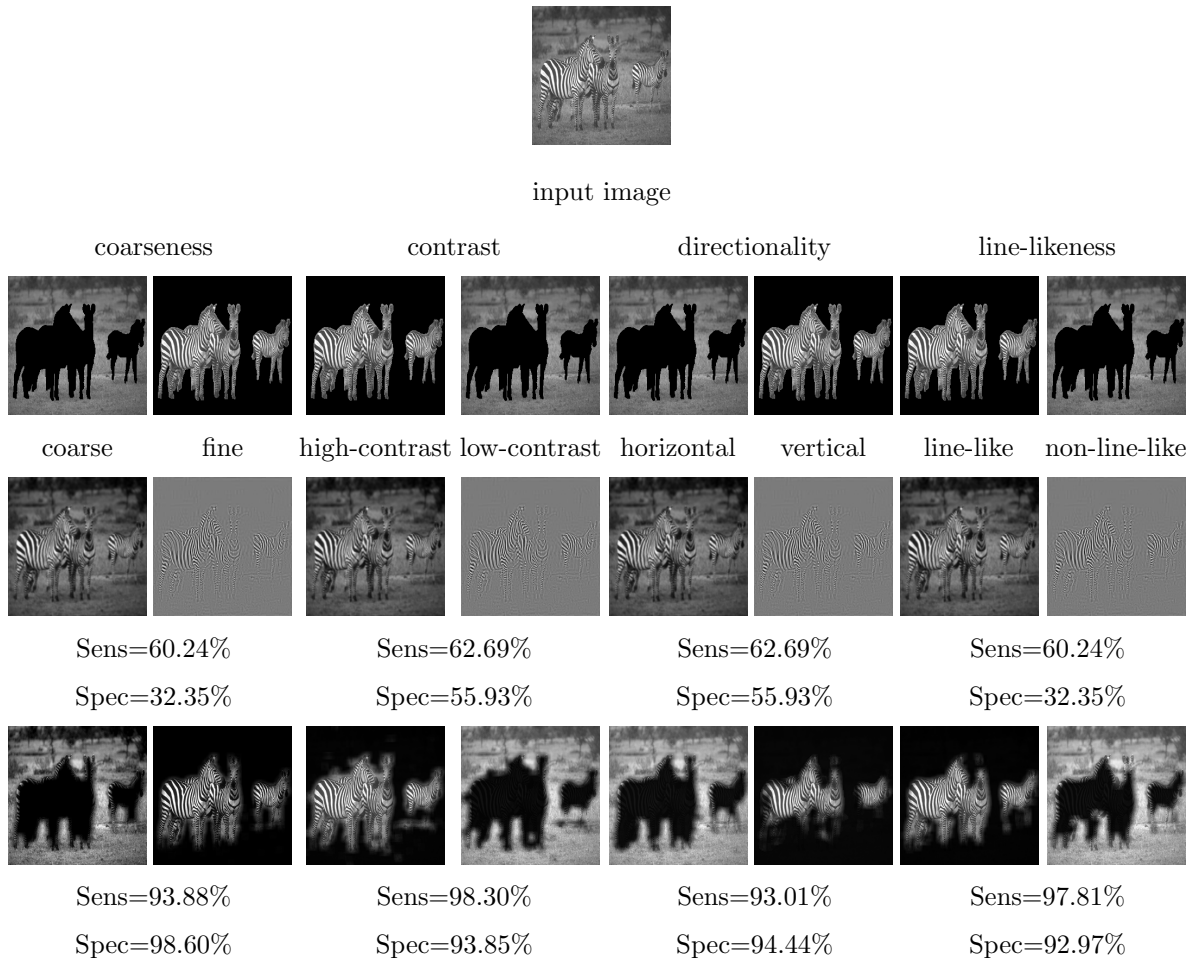 input image
coarseness contrast directionality line-likeness
coarse fine high-contrast low-contrast horizontal vertical line-like non-line-like
Sens=60.24% Sens=62.69% Sens=62.69% Sens=60.24%
Spec=32.35% Spec=55.93% Spec=55.93% Spec=32.35%
Sens=93.88% Sens=98.30% Sens=93.01% Sens=97.81%
Spec=98.60% Spec=93.85% Spec=94.44% Spec=92.97%